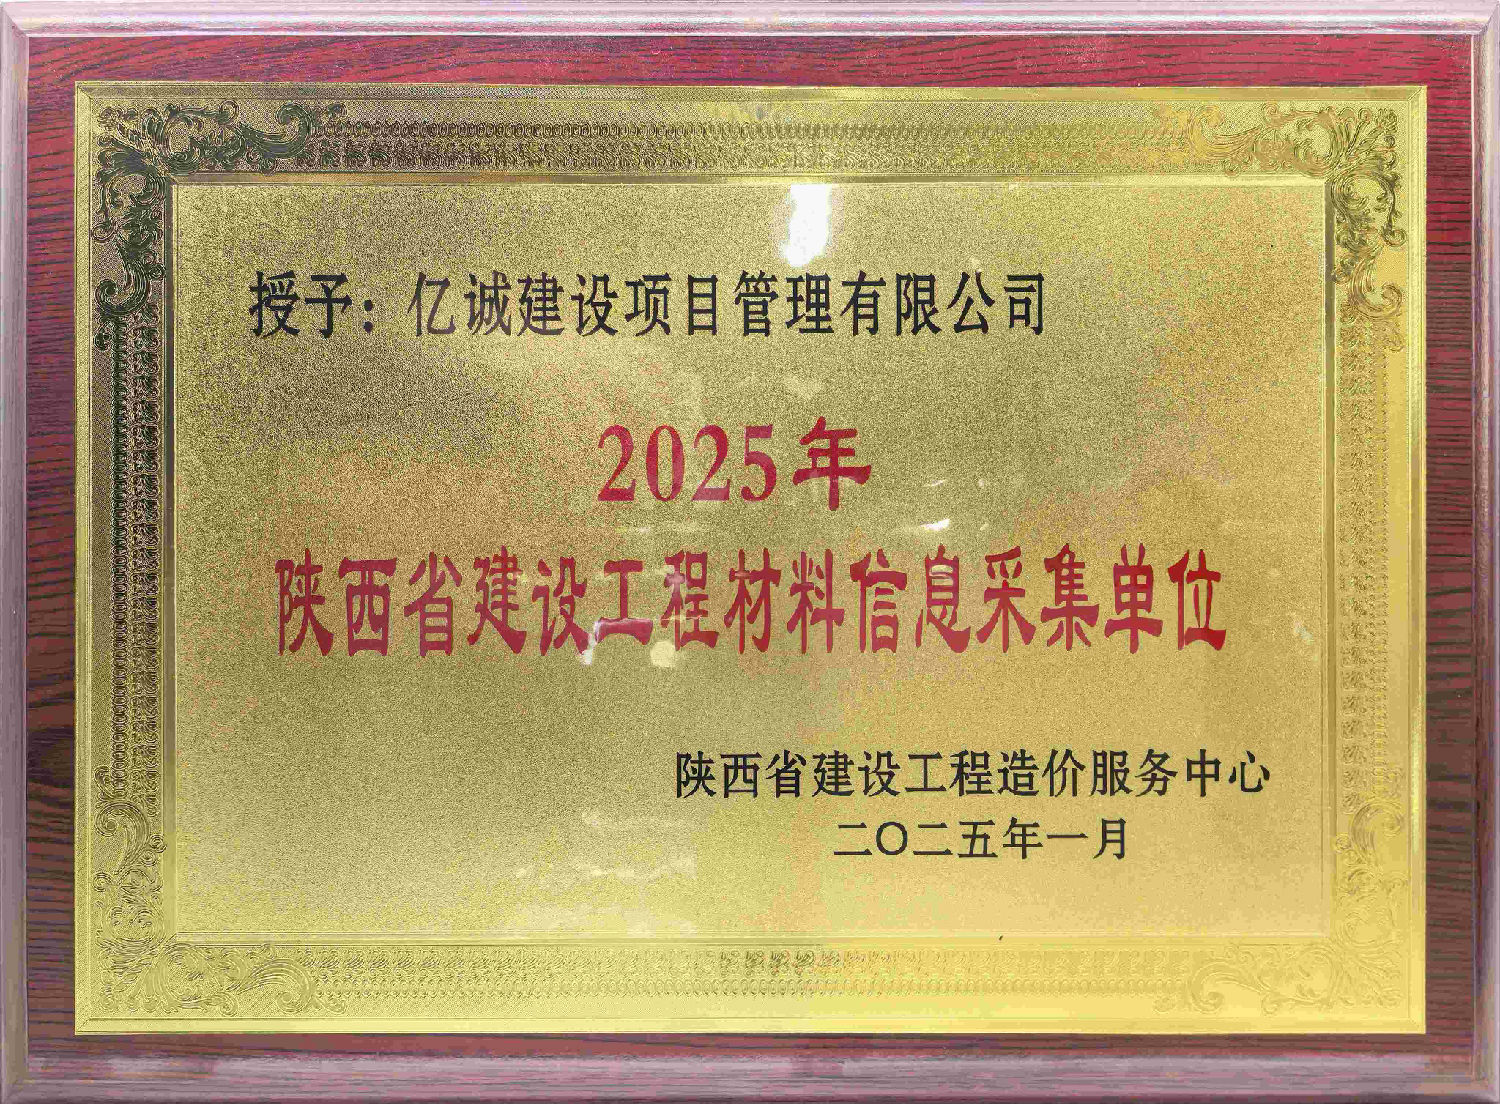 授予：亿诚建设项目管理有限公司
2025年
陕西省建设工程材料信息采集单位
陕西省建设工程造价服务中心
二〇二五年一月